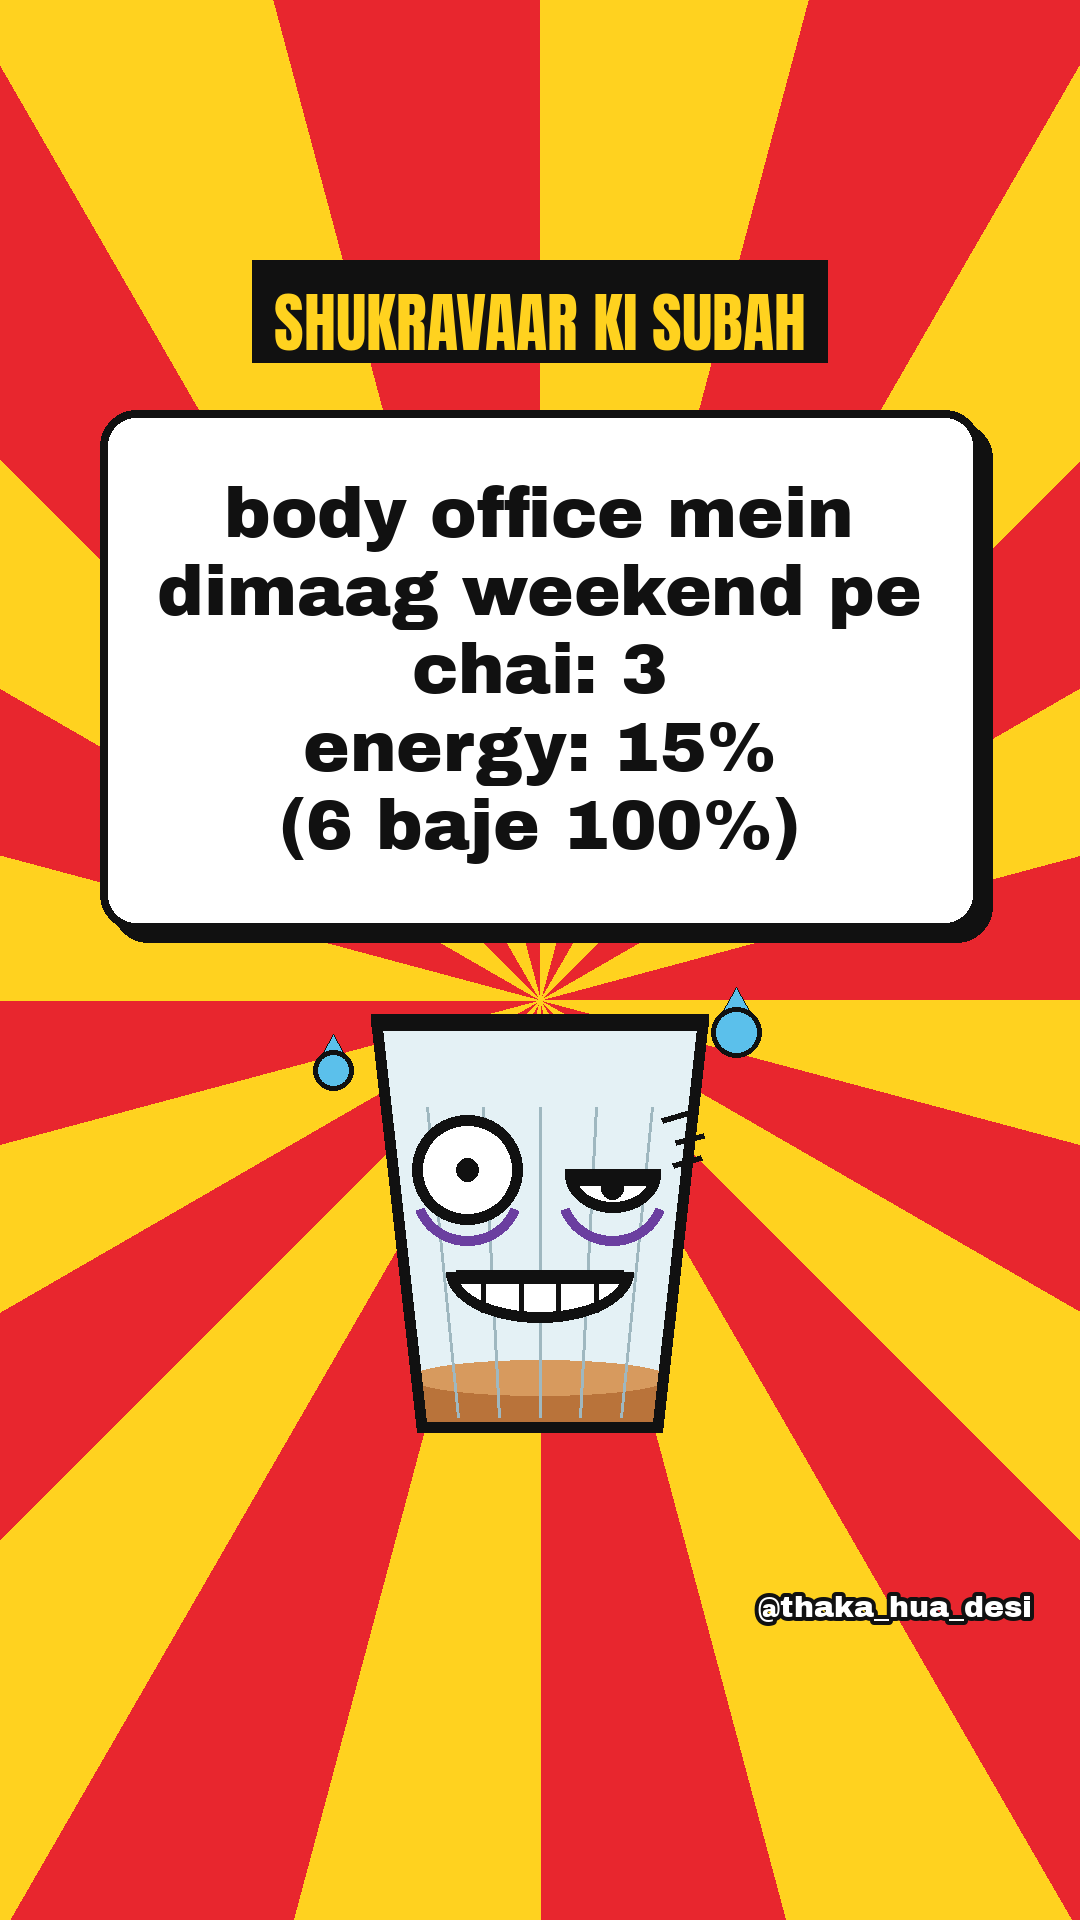 SHUKRAVAAR KI SUBAH
body office mein
dimaag weekend pe
chai: 3
energy: 15%
(6 baje 100%)
@thaka_hua_desi